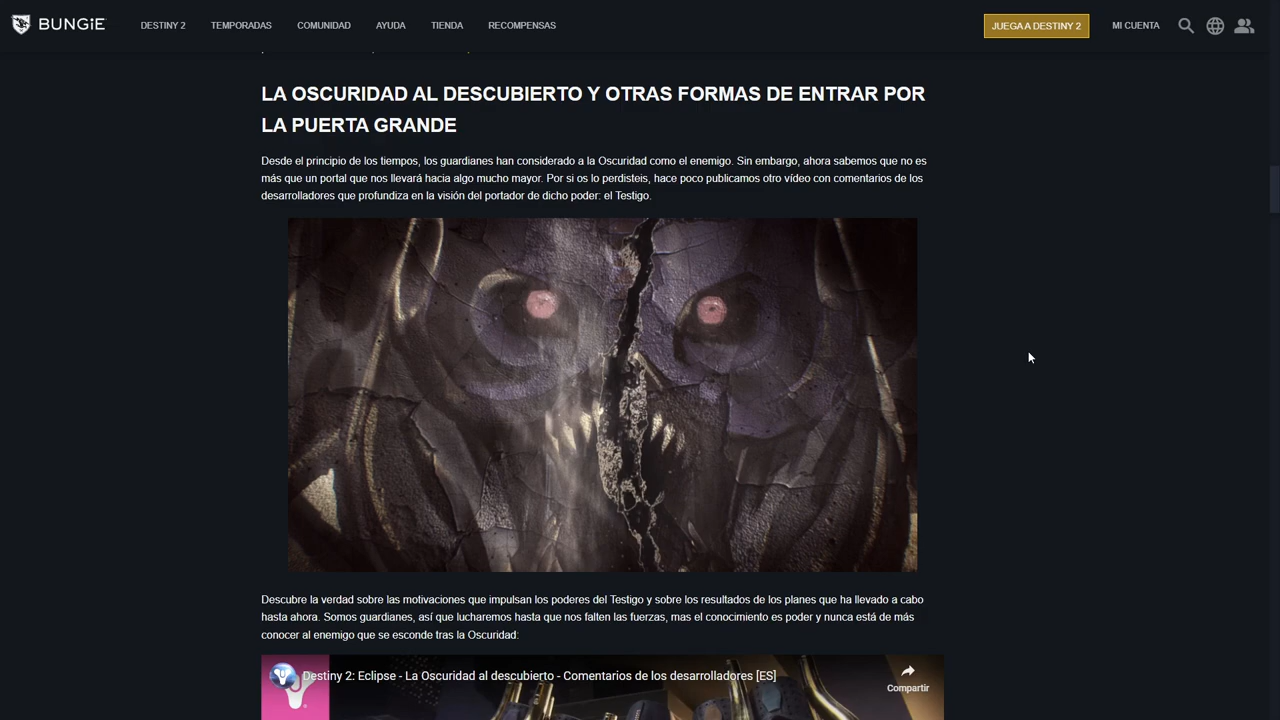 BUNGiE
DESTINY 2
TEMPORADAS
COMUNIDAD
AYUDA
TIENDA
RECOMPENSAS
JUEGA A DESTINY 2
MI CUENTA
LA OSCURIDAD AL DESCUBIERTO Y OTRAS FORMAS DE ENTRAR POR
LA PUERTA GRANDE
Desde el principio de los tiempos, los guardianes han considerado a la Oscuridad como el enemigo. Sin embargo, ahora sabemos que no es
más que un portal que nos llevará hacia algo mucho mayor. Por si os lo perdisteis, hace poco publicamos otro vídeo con comentarios de los
desarrolladores que profundiza en la visión del portador de dicho poder: el Testigo.
Descubre la verdad sobre las motivaciones que impulsan los poderes del Testigo y sobre los resultados de los planes que ha llevado a cabo
hasta ahora. Somos guardianes, así que lucharemos hasta que nos falten las fuerzas, mas el conocimiento es poder y nunca está de más
conocer al enemigo que se esconde tras la Oscuridad:
Destiny 2: Eclipse - La Oscuridad al descubierto - Comentarios de los desarrolladores [ES]
Compartir